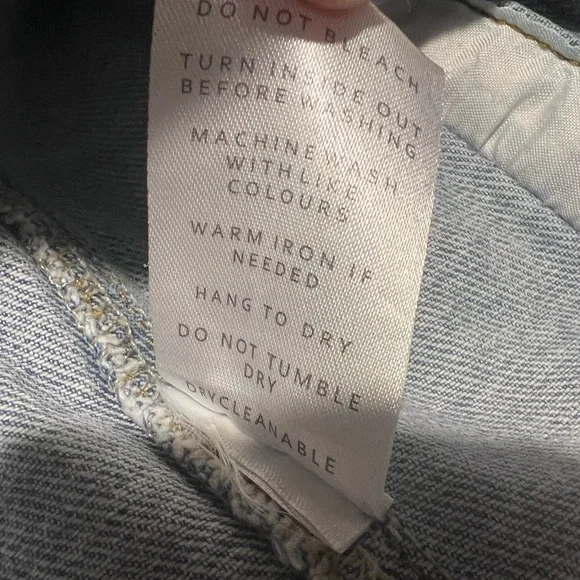 DO NOT BLEACH
TURN INSIDE OUT
BEFORE WASHING
MACHINE WASH
WITH LIKE
COLOURS
WARM IRON IF
NEEDED
HANG TO DRY
DO NOT TUMBLE
DRY
DRYCLEANABLE